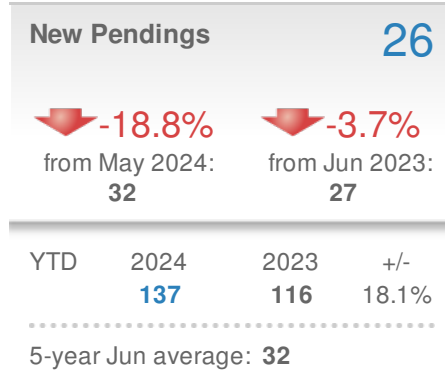 New Pendings 26
-18.8% -3.7%
from May 2024: from Jun 2023:
32 27
YTD 2024 2023 +/-
137 116 18.1%
5-year Jun average: 32